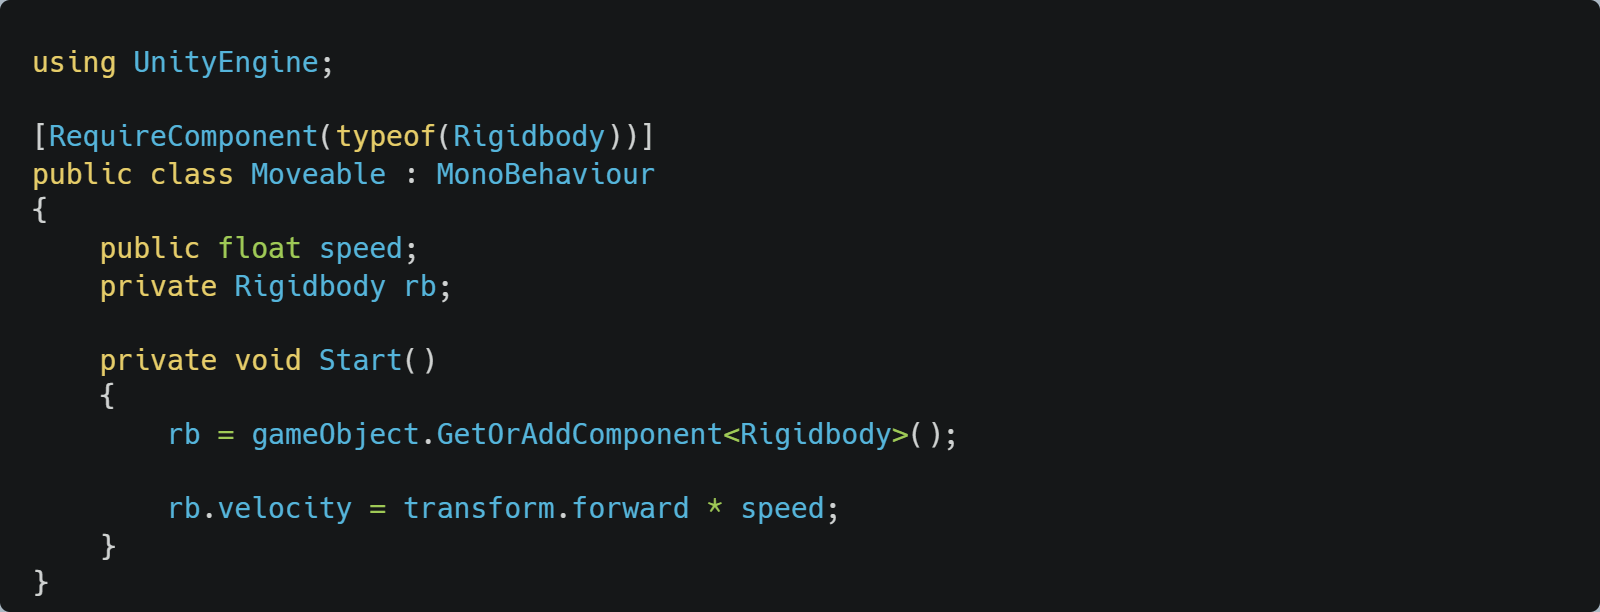 using UnityEngine;

[RequireComponent(typeof(Rigidbody))]
public class Moveable : MonoBehaviour
{
    public float speed;
    private Rigidbody rb;

    private void Start()
    {
        rb = gameObject.GetOrAddComponent<Rigidbody>();

        rb.velocity = transform.forward * speed;
    }
}